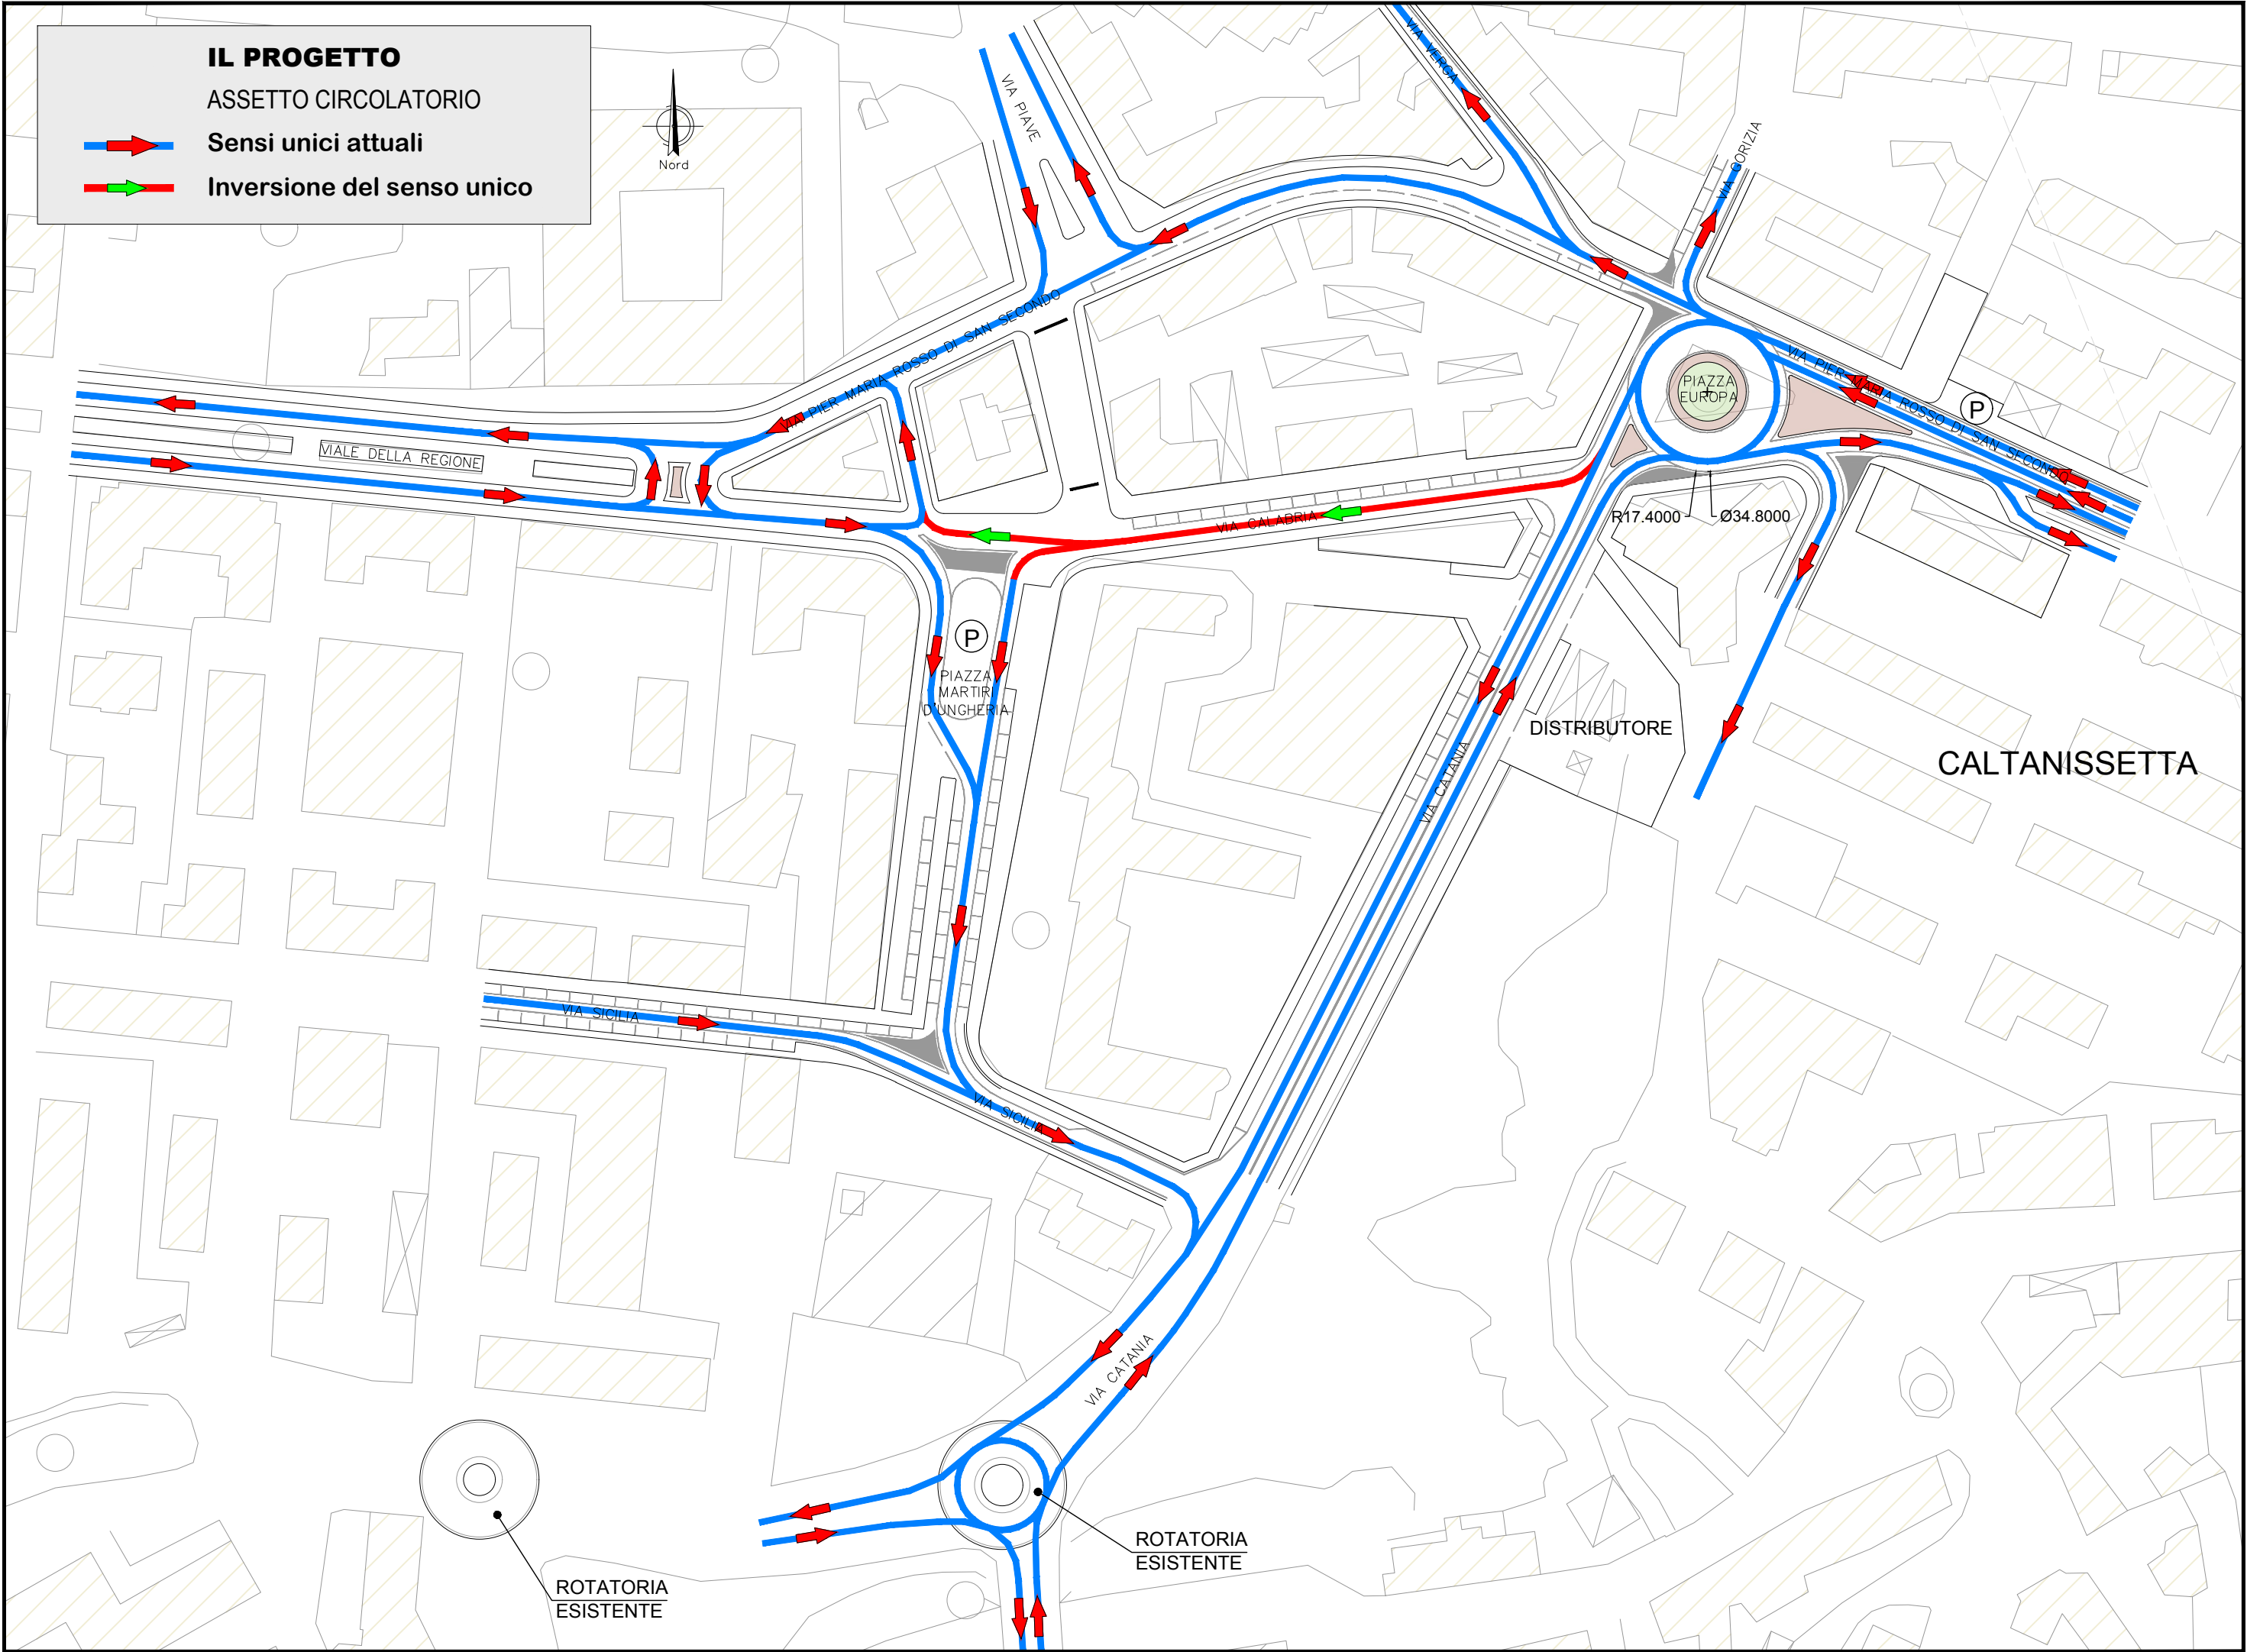 IL PROGETTO
ASSETTO CIRCOLATORIO
Sensi unici attuali
Inversione del senso unico
Nord
VIA PIAVE
VIA VERGA
VIA GORIZIA
VIA PIER MARIA ROSSO DI SAN SECONDO
VIA PIER MARIA ROSSO DI SAN SECONDO
PIAZZA
EUROPA
P
VIALE DELLA REGIONE
VIA CALABRIA
R17.4000
Ø34.8000
P
PIAZZA
MARTIRI
D'UNGHERIA
DISTRIBUTORE
CALTANISSETTA
VIA CATANIA
VIA SICILIA
VIA SICILIA
VIA CATANIA
ROTATORIA
ESISTENTE
ROTATORIA
ESISTENTE